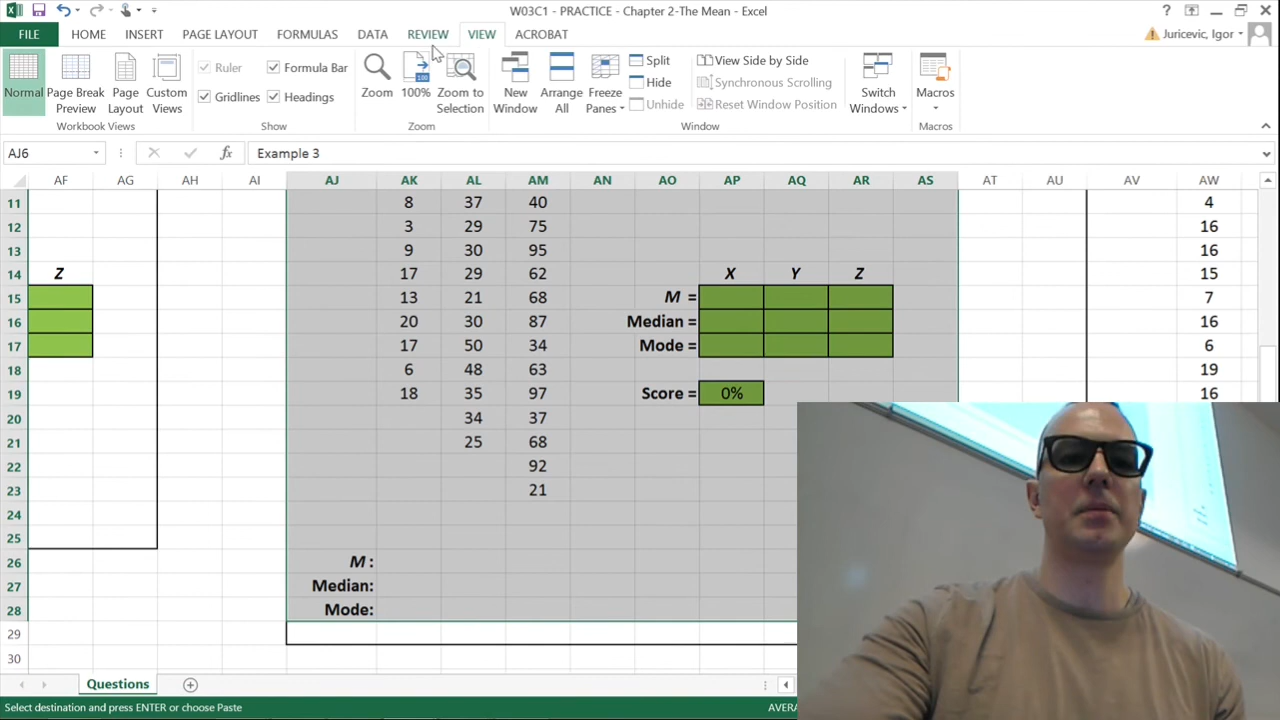 W03C1 - PRACTICE - Chapter 2-The Mean - Excel
FILE HOME INSERT PAGE LAYOUT FORMULAS DATA REVIEW VIEW ACROBAT Juricevic, Igor
Normal Page Break Preview Page Layout Custom Views
Ruler Formula Bar
Gridlines Headings
Zoom 100% Zoom to Selection
New Window Arrange All Freeze Panes
Split
Hide
Unhide
View Side by Side
Synchronous Scrolling
Reset Window Position
Switch Windows Macros
Workbook Views Show Zoom Window Macros
AJ6 fx Example 3
AF AG AH AI AJ AK AL AM AN AO AP AQ AR AS AT AU AV AW
11 8 37 40 4
12 3 29 75 16
13 9 30 95 16
14 Z 17 29 62 X Y Z 15
15 13 21 68 M = 7
16 20 30 87 Median = 16
17 17 50 34 Mode = 6
18 6 48 63 19
19 18 35 97 Score = 0% 16
20 34 37
21 25 68
22 92
23 21
24
25
26 M :
27 Median:
28 Mode:
29
30
Questions
Select destination and press ENTER or choose Paste